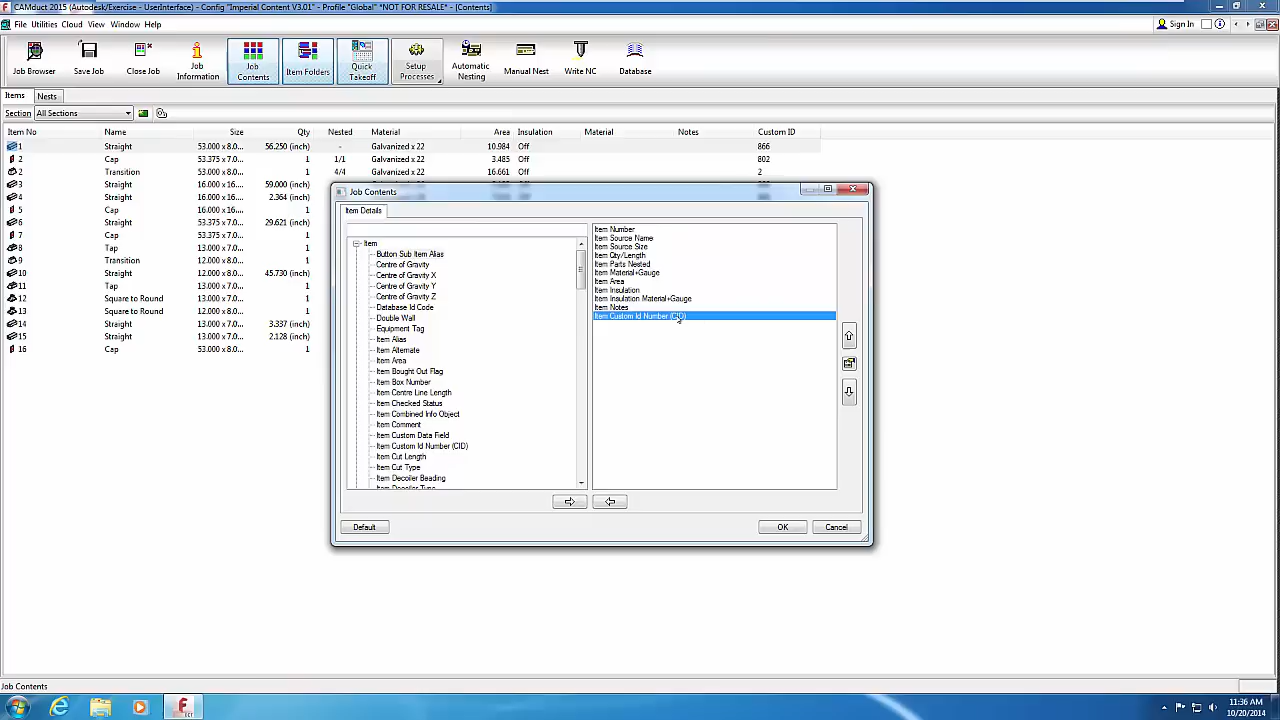 CAMduct 2015 (Autodesk/Exercise - UserInterface) - Config "Imperial Content V3.01" - Profile "Global" *NOT FOR RESALE* - [Contents]
File Utilities Cloud View Window Help Sign In
Job Browser Save Job Close Job Job Information Job Contents Item Folders Quick Takeoff Setup Processes Automatic Nesting Manual Nest Write NC Database
Items Nests
Section All Sections
Item No Name Size Qty Nested Material Area Insulation Material Notes Custom ID
1 Straight 53.000 x 8.0... 56.250 (inch) - Galvanized x 22 10.984 Off 866
2 Cap 53.375 x 7.0... 1 1/1 Galvanized x 22 3.485 Off 802
2 Transition 53.375 x 7.0... 1 4/4 Galvanized x 22 16.661 Off 2
3 Straight 16.000 x 16... 59.000 (inch)
4 Straight 16.000 x 16... 2.364 (inch)
5 Cap 16.000 x 16... 1
6 Straight 53.375 x 7.0... 29.621 (inch)
7 Cap 53.375 x 7.0... 1
8 Tap 13.000 x 7.0... 1
9 Transition 12.000 x 8.0... 1
10 Straight 12.000 x 8.0... 45.730 (inch)
11 Tap 13.000 x 8.0... 1
12 Square to Round 13.000 x 7.0... 1
13 Square to Round 12.000 x 8.0... 1
14 Straight 13.000 x 7.0... 3.337 (inch)
15 Straight 13.000 x 7.0... 2.128 (inch)
16 Cap 53.000 x 8.0... 1
Job Contents
Item Details
Item
Button Sub Item Alias
Centre of Gravity
Centre of Gravity X
Centre of Gravity Y
Centre of Gravity Z
Database Id Code
Double Wall
Equipment Tag
Item Alias
Item Alternate
Item Area
Item Bought Out Flag
Item Box Number
Item Centre Line Length
Item Checked Status
Item Combined Info Object
Item Comment
Item Custom Data Field
Item Custom Id Number (CID)
Item Cut Length
Item Cut Type
Item Decoiler Beading
Item Decoiler Type
Item Number
Item Source Name
Item Source Size
Item Qty/Length
Item Parts Nested
Item Material+Gauge
Item Area
Item Insulation
Item Insulation Material+Gauge
Item Notes
Item Custom Id Number (CID)
Default OK Cancel
Job Contents
11:36 AM
10/20/2014